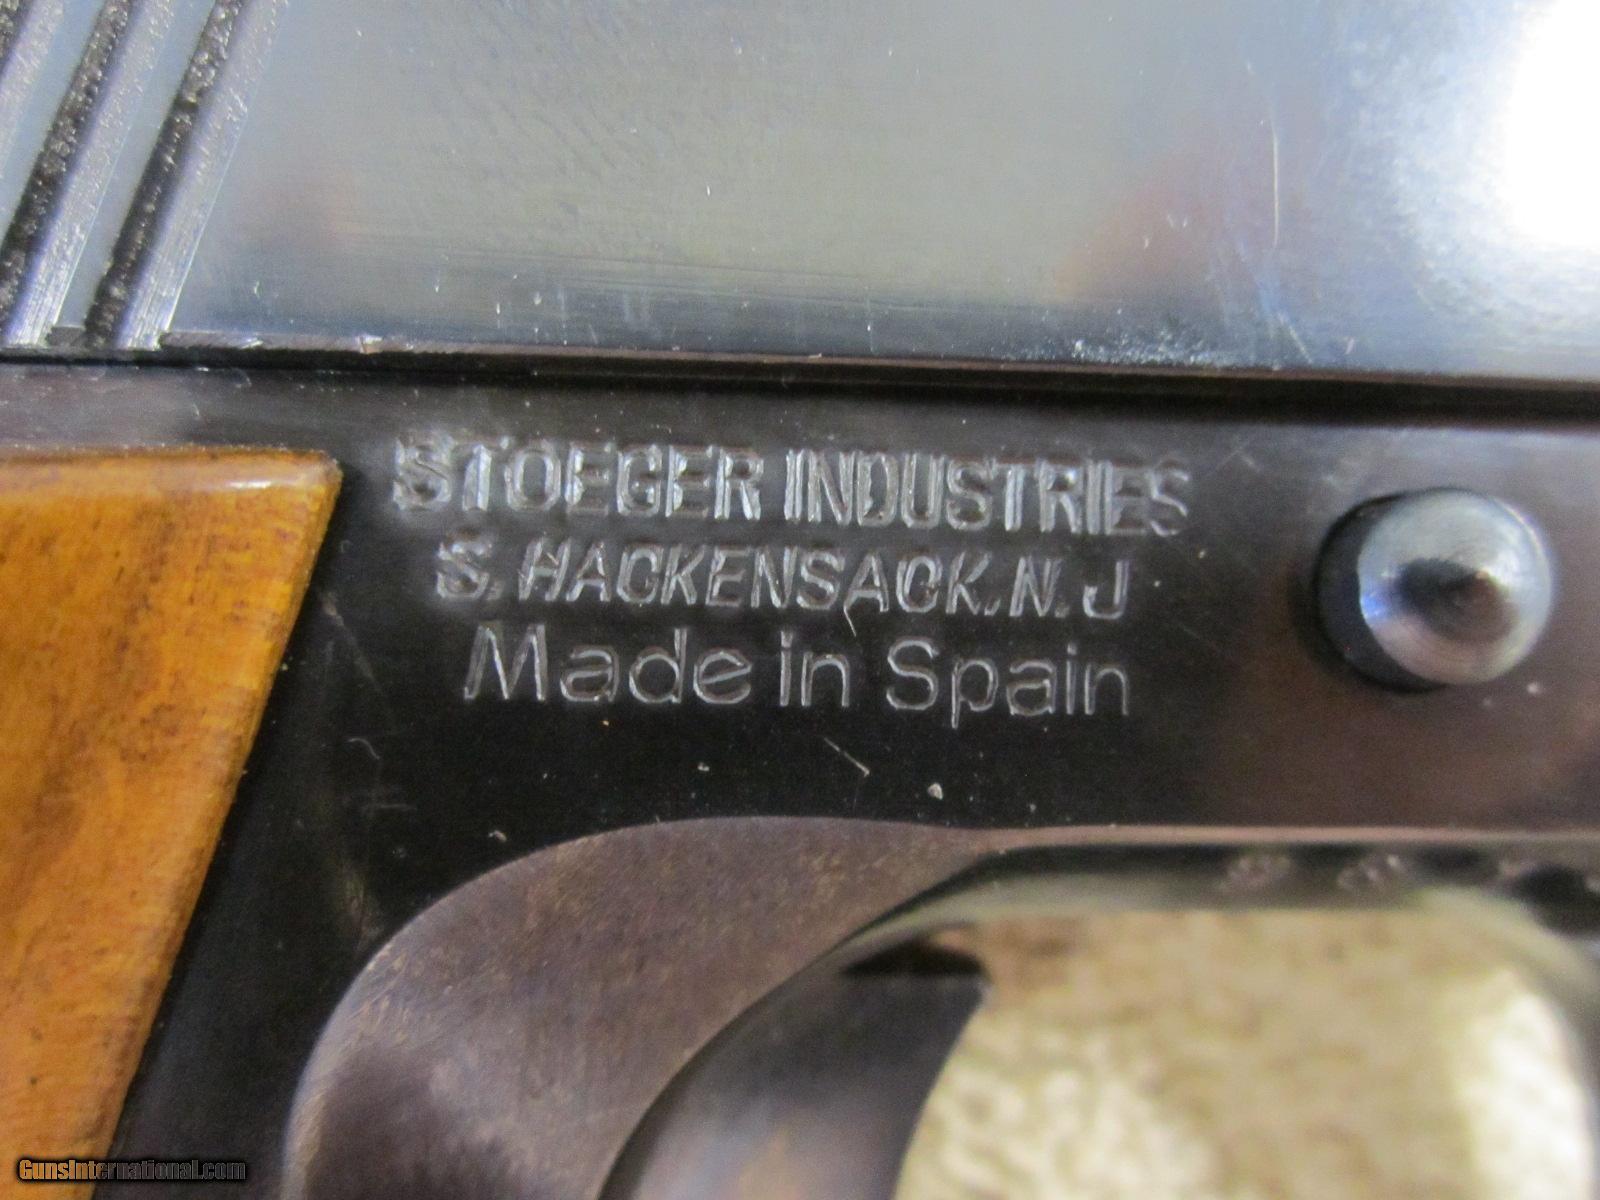 STOEGER INDUSTRIES
S. HACKENSACK. N. J
Made in Spain
GunsInternational.com